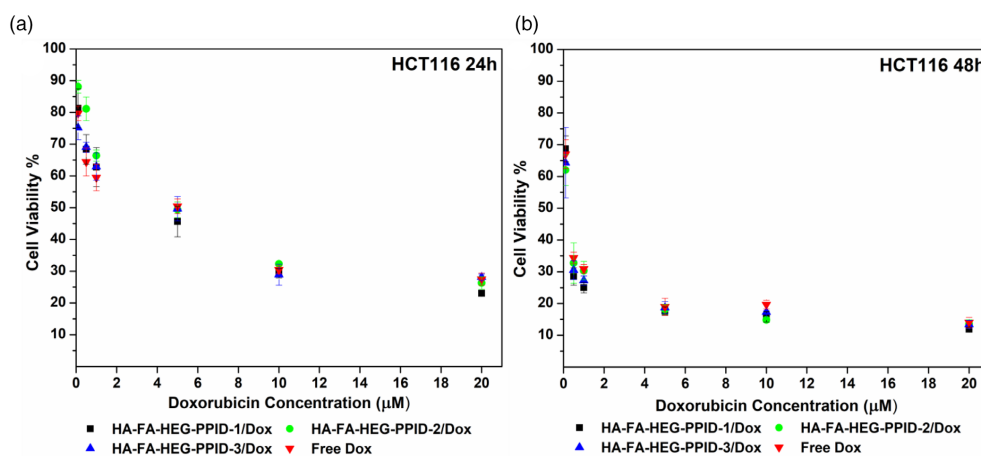 (a)
HCT116 24h
Cell Viability %
100
90
80
70
60
50
40
30
20
10
0 2 4 6 8 10 12 14 16 18 20
Doxorubicin Concentration (μM)
HA-FA-HEG-PPID-1/Dox HA-FA-HEG-PPID-2/Dox
HA-FA-HEG-PPID-3/Dox Free Dox
(b)
HCT116 48h
Cell Viability %
100
90
80
70
60
50
40
30
20
10
0 2 4 6 8 10 12 14 16 18 20
Doxorubicin Concentration (μM)
HA-FA-HEG-PPID-1/Dox HA-FA-HEG-PPID-2/Dox
HA-FA-HEG-PPID-3/Dox Free Dox